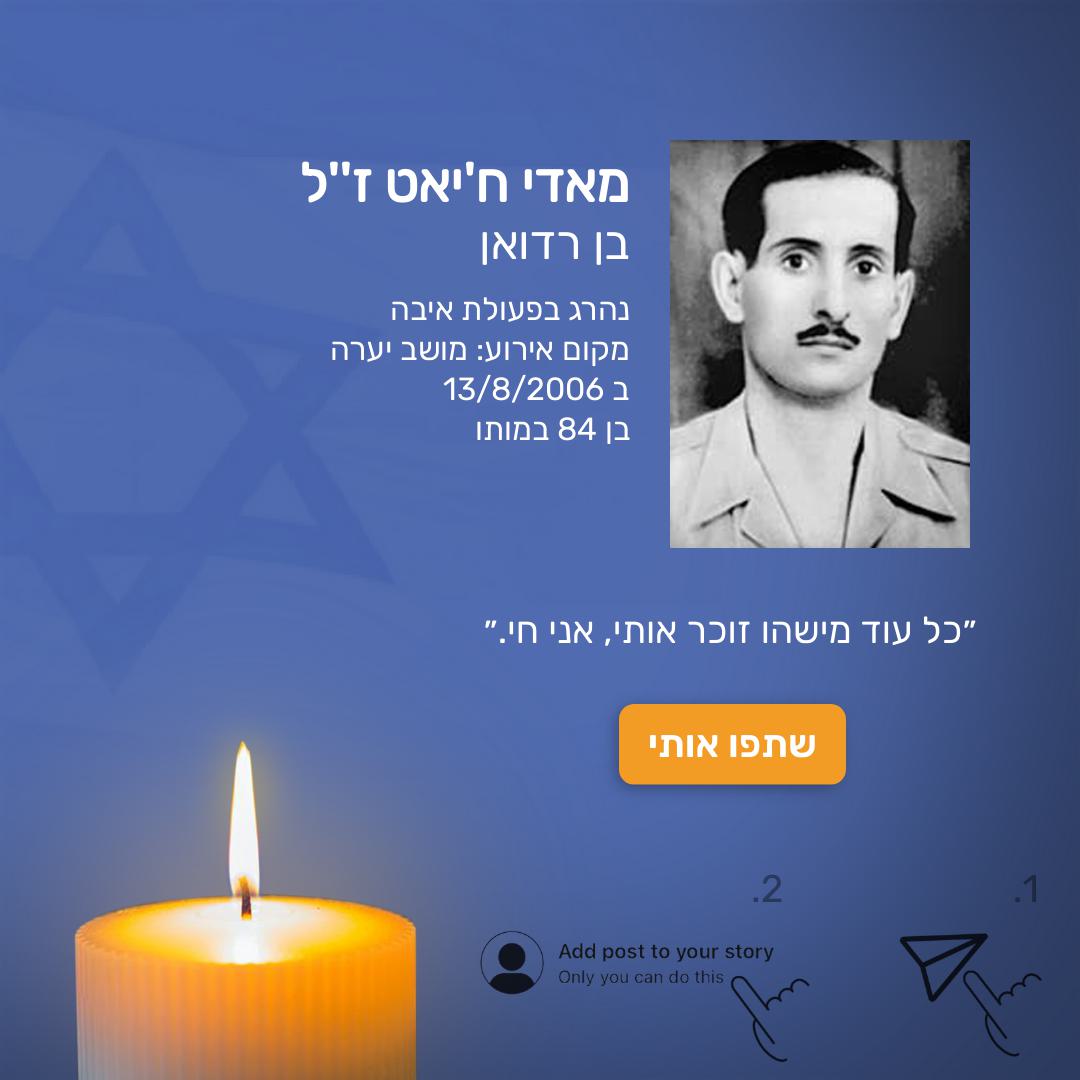 מאדי ח'יאט ז''ל
בן רדואן
נהרג בפעולת איבה
מקום אירוע: מושב יערה
ב 13/8/2006
בן 84 במותו
״כל עוד מישהו זוכר אותי, אני חי.״
שתפו אותי
1.
2.
Add post to your story
Only you can do this